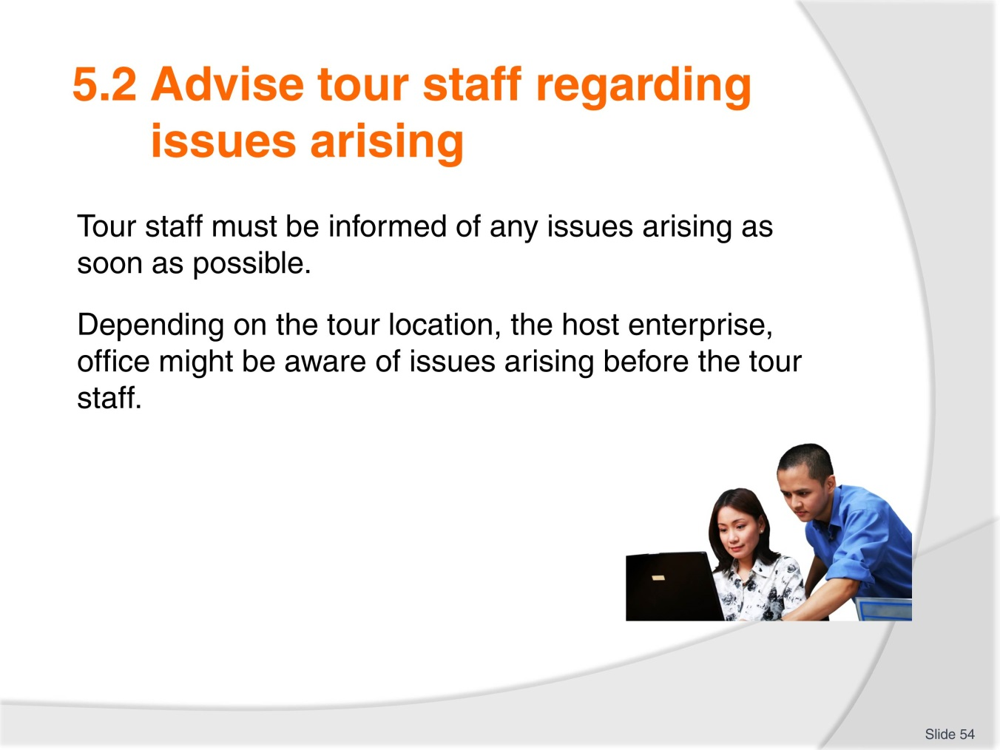 5.2 Advise tour staff regarding
issues arising
Tour staff must be informed of any issues arising as
soon as possible.
Depending on the tour location, the host enterprise,
office might be aware of issues arising before the tour
staff.
Slide 54